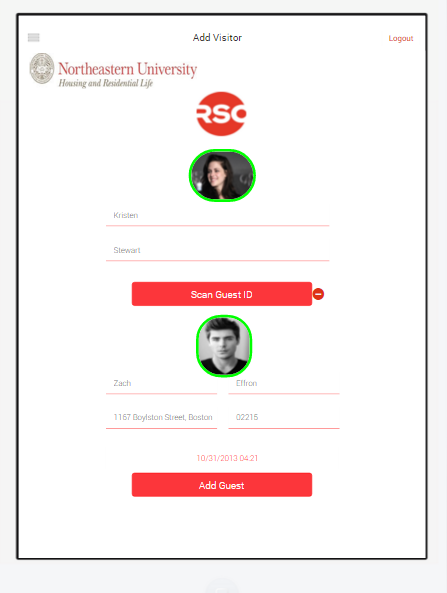 Add Visitor
Logout
Northeastern University
Housing and Residential Life
RSO
Kristen
Stewart
Scan Guest ID
Zach
Effron
1167 Boylston Street, Boston
02215
10/31/2013 04:21
Add Guest